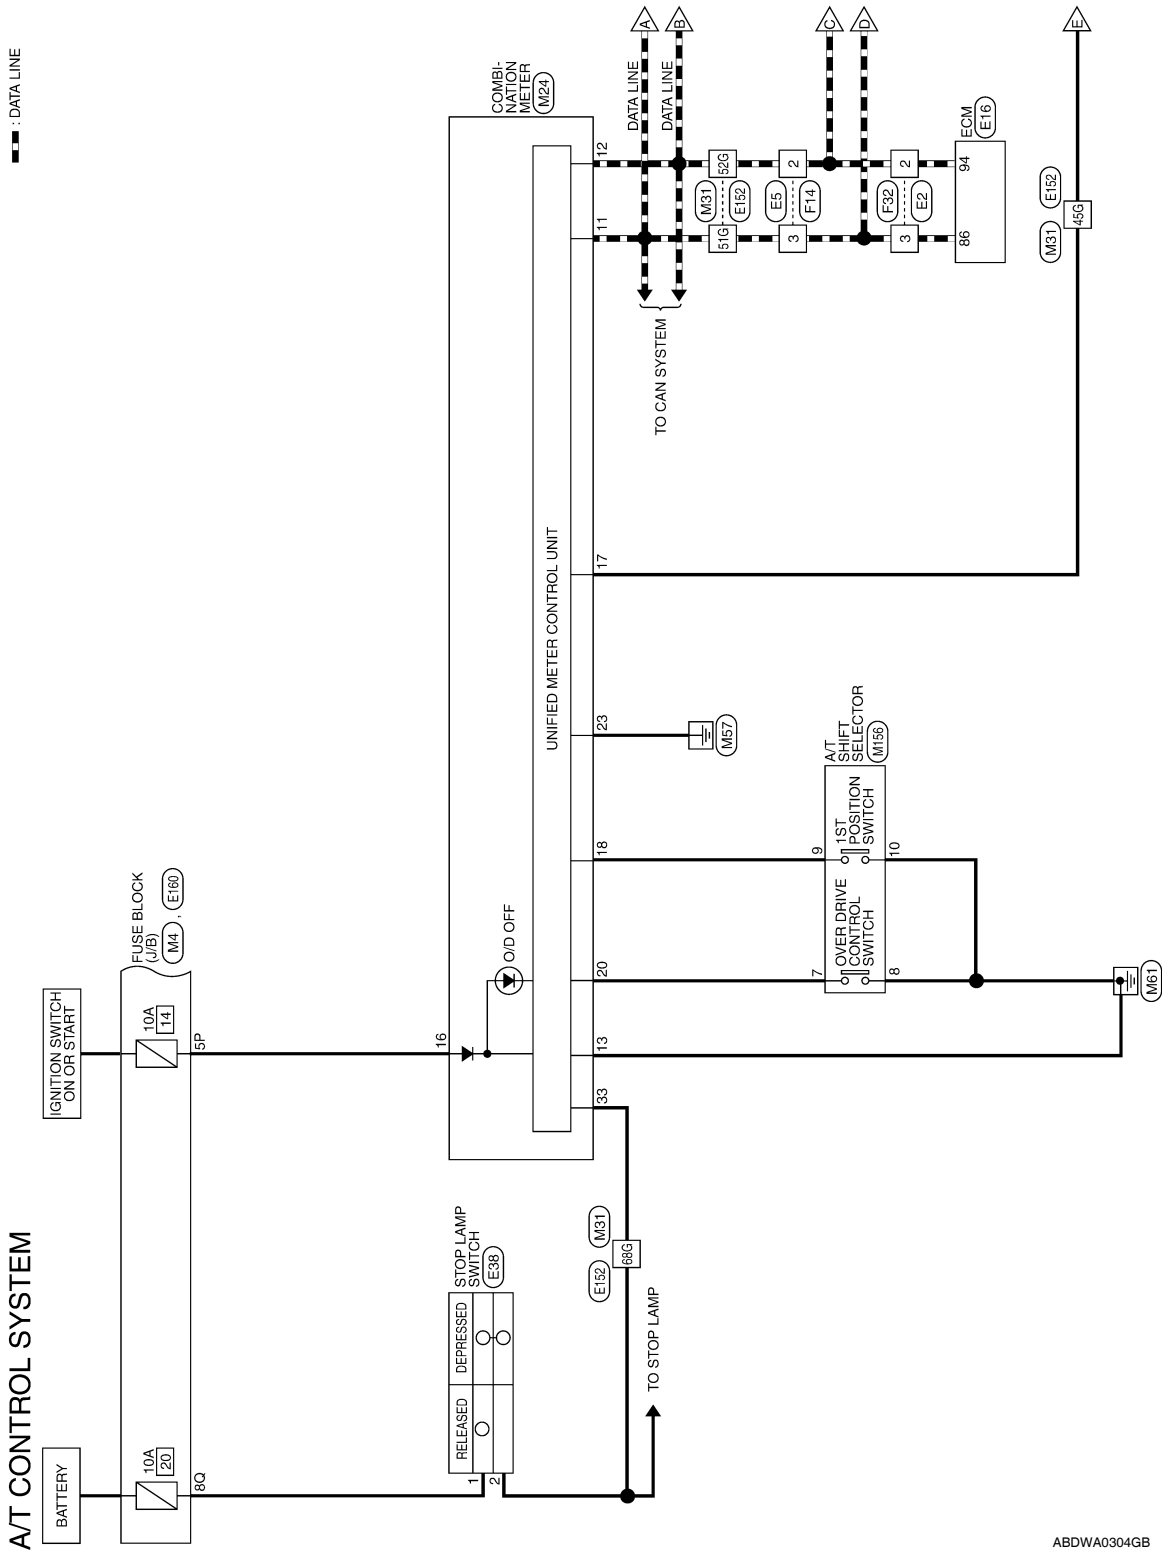 A/T CONTROL SYSTEM
: DATA LINE
BATTERY
IGNITION SWITCH
ON OR START
10A
20
8Q
10A
14
5P
FUSE BLOCK
(J/B)
M4 , E160
STOP LAMP
SWITCH
E38
RELEASED
DEPRESSED
1
2
16
O/D OFF
COMBI-
NATION
METER
M24
UNIFIED METER CONTROL UNIT
33
13
20
18
23
17
11
12
E152
M31
68G
TO STOP LAMP
M57
DATA LINE
DATA LINE
A
B
C
D
E
TO CAN SYSTEM
51G
M31
E152
52G
3
E5
F14
2
3
F32
E2
2
86
94
ECM
E16
A/T
SHIFT
SELECTOR
M156
7
OVER DRIVE
CONTROL
SWITCH
8
9
1ST
POSITION
SWITCH
10
M61
M31
E152
45G
ABDWA0304GB